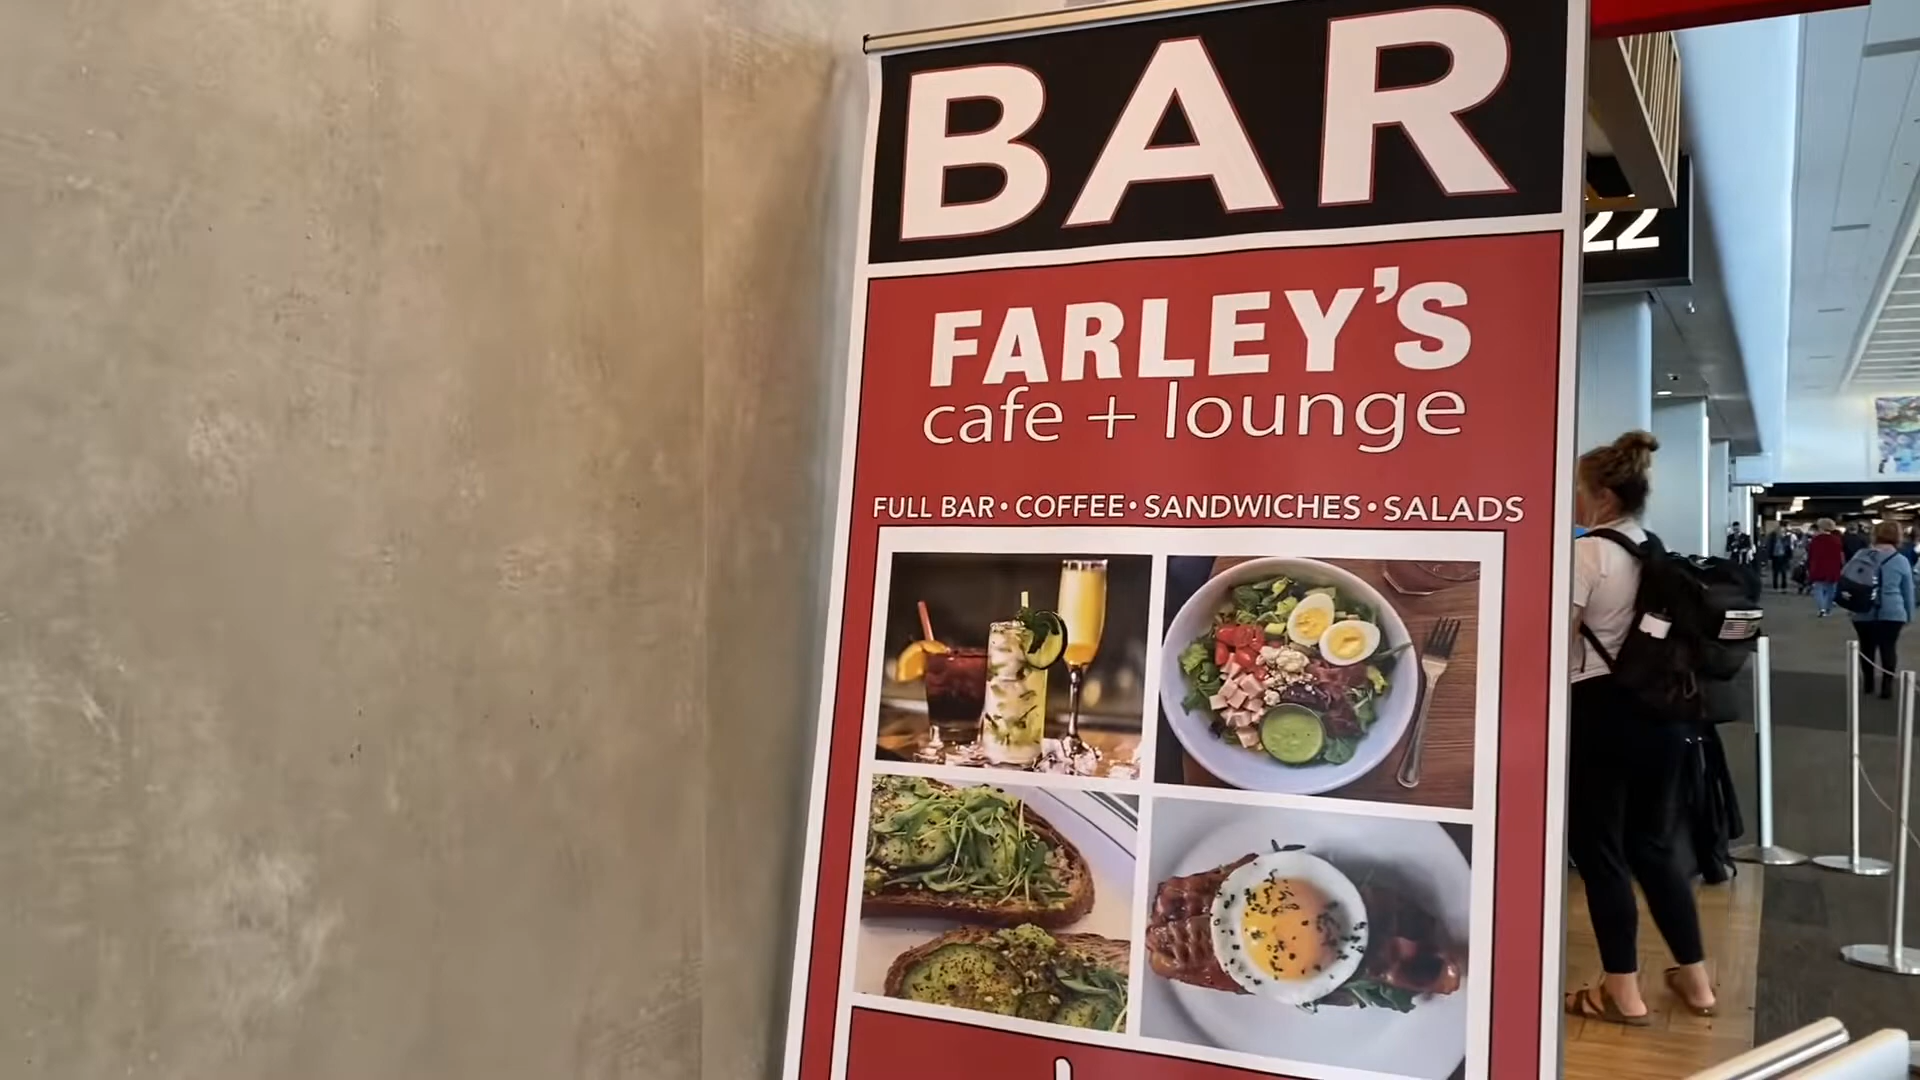 BAR
FARLEY'S
cafe + lounge
FULL BAR • COFFEE • SANDWICHES • SALADS
22